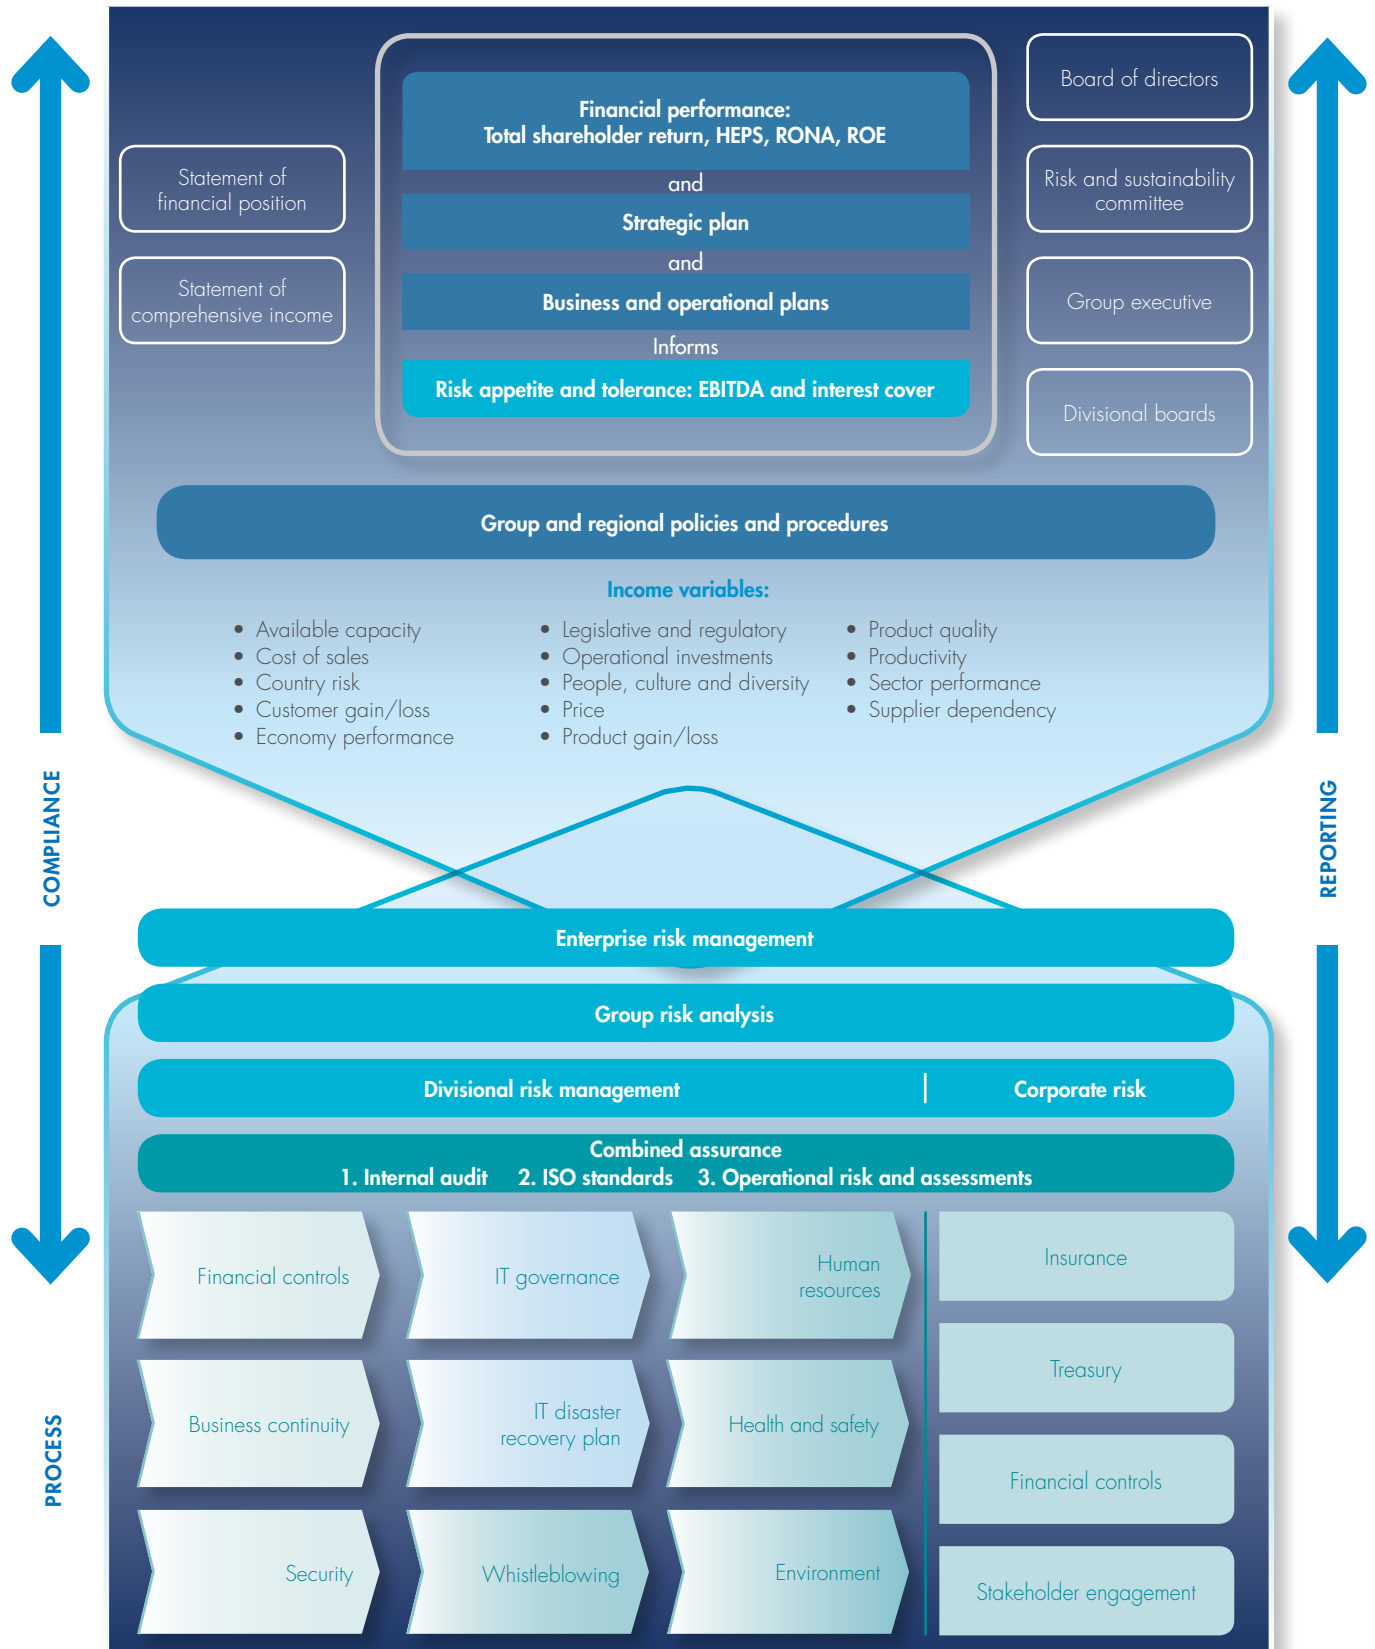 Financial performance:
Total shareholder return, HEPS, RONA, ROE
and
Strategic plan
and
Business and operational plans
Informs
Risk appetite and tolerance: EBITDA and interest cover
Statement of
financial position
Statement of
comprehensive income
Board of directors
Risk and sustainability
committee
Group executive
Divisional boards
Group and regional policies and procedures
Income variables:
• Available capacity
• Cost of sales
• Country risk
• Customer gain/loss
• Economy performance
• Legislative and regulatory
• Operational investments
• People, culture and diversity
• Price
• Product gain/loss
• Product quality
• Productivity
• Sector performance
• Supplier dependency
COMPLIANCE
REPORTING
Enterprise risk management
Group risk analysis
Divisional risk management | Corporate risk
Combined assurance
1. Internal audit 2. ISO standards 3. Operational risk and assessments
Financial controls
IT governance
Human
resources
Business continuity
IT disaster
recovery plan
Health and safety
Security
Whistleblowing
Environment
Insurance
Treasury
Financial controls
Stakeholder engagement
PROCESS